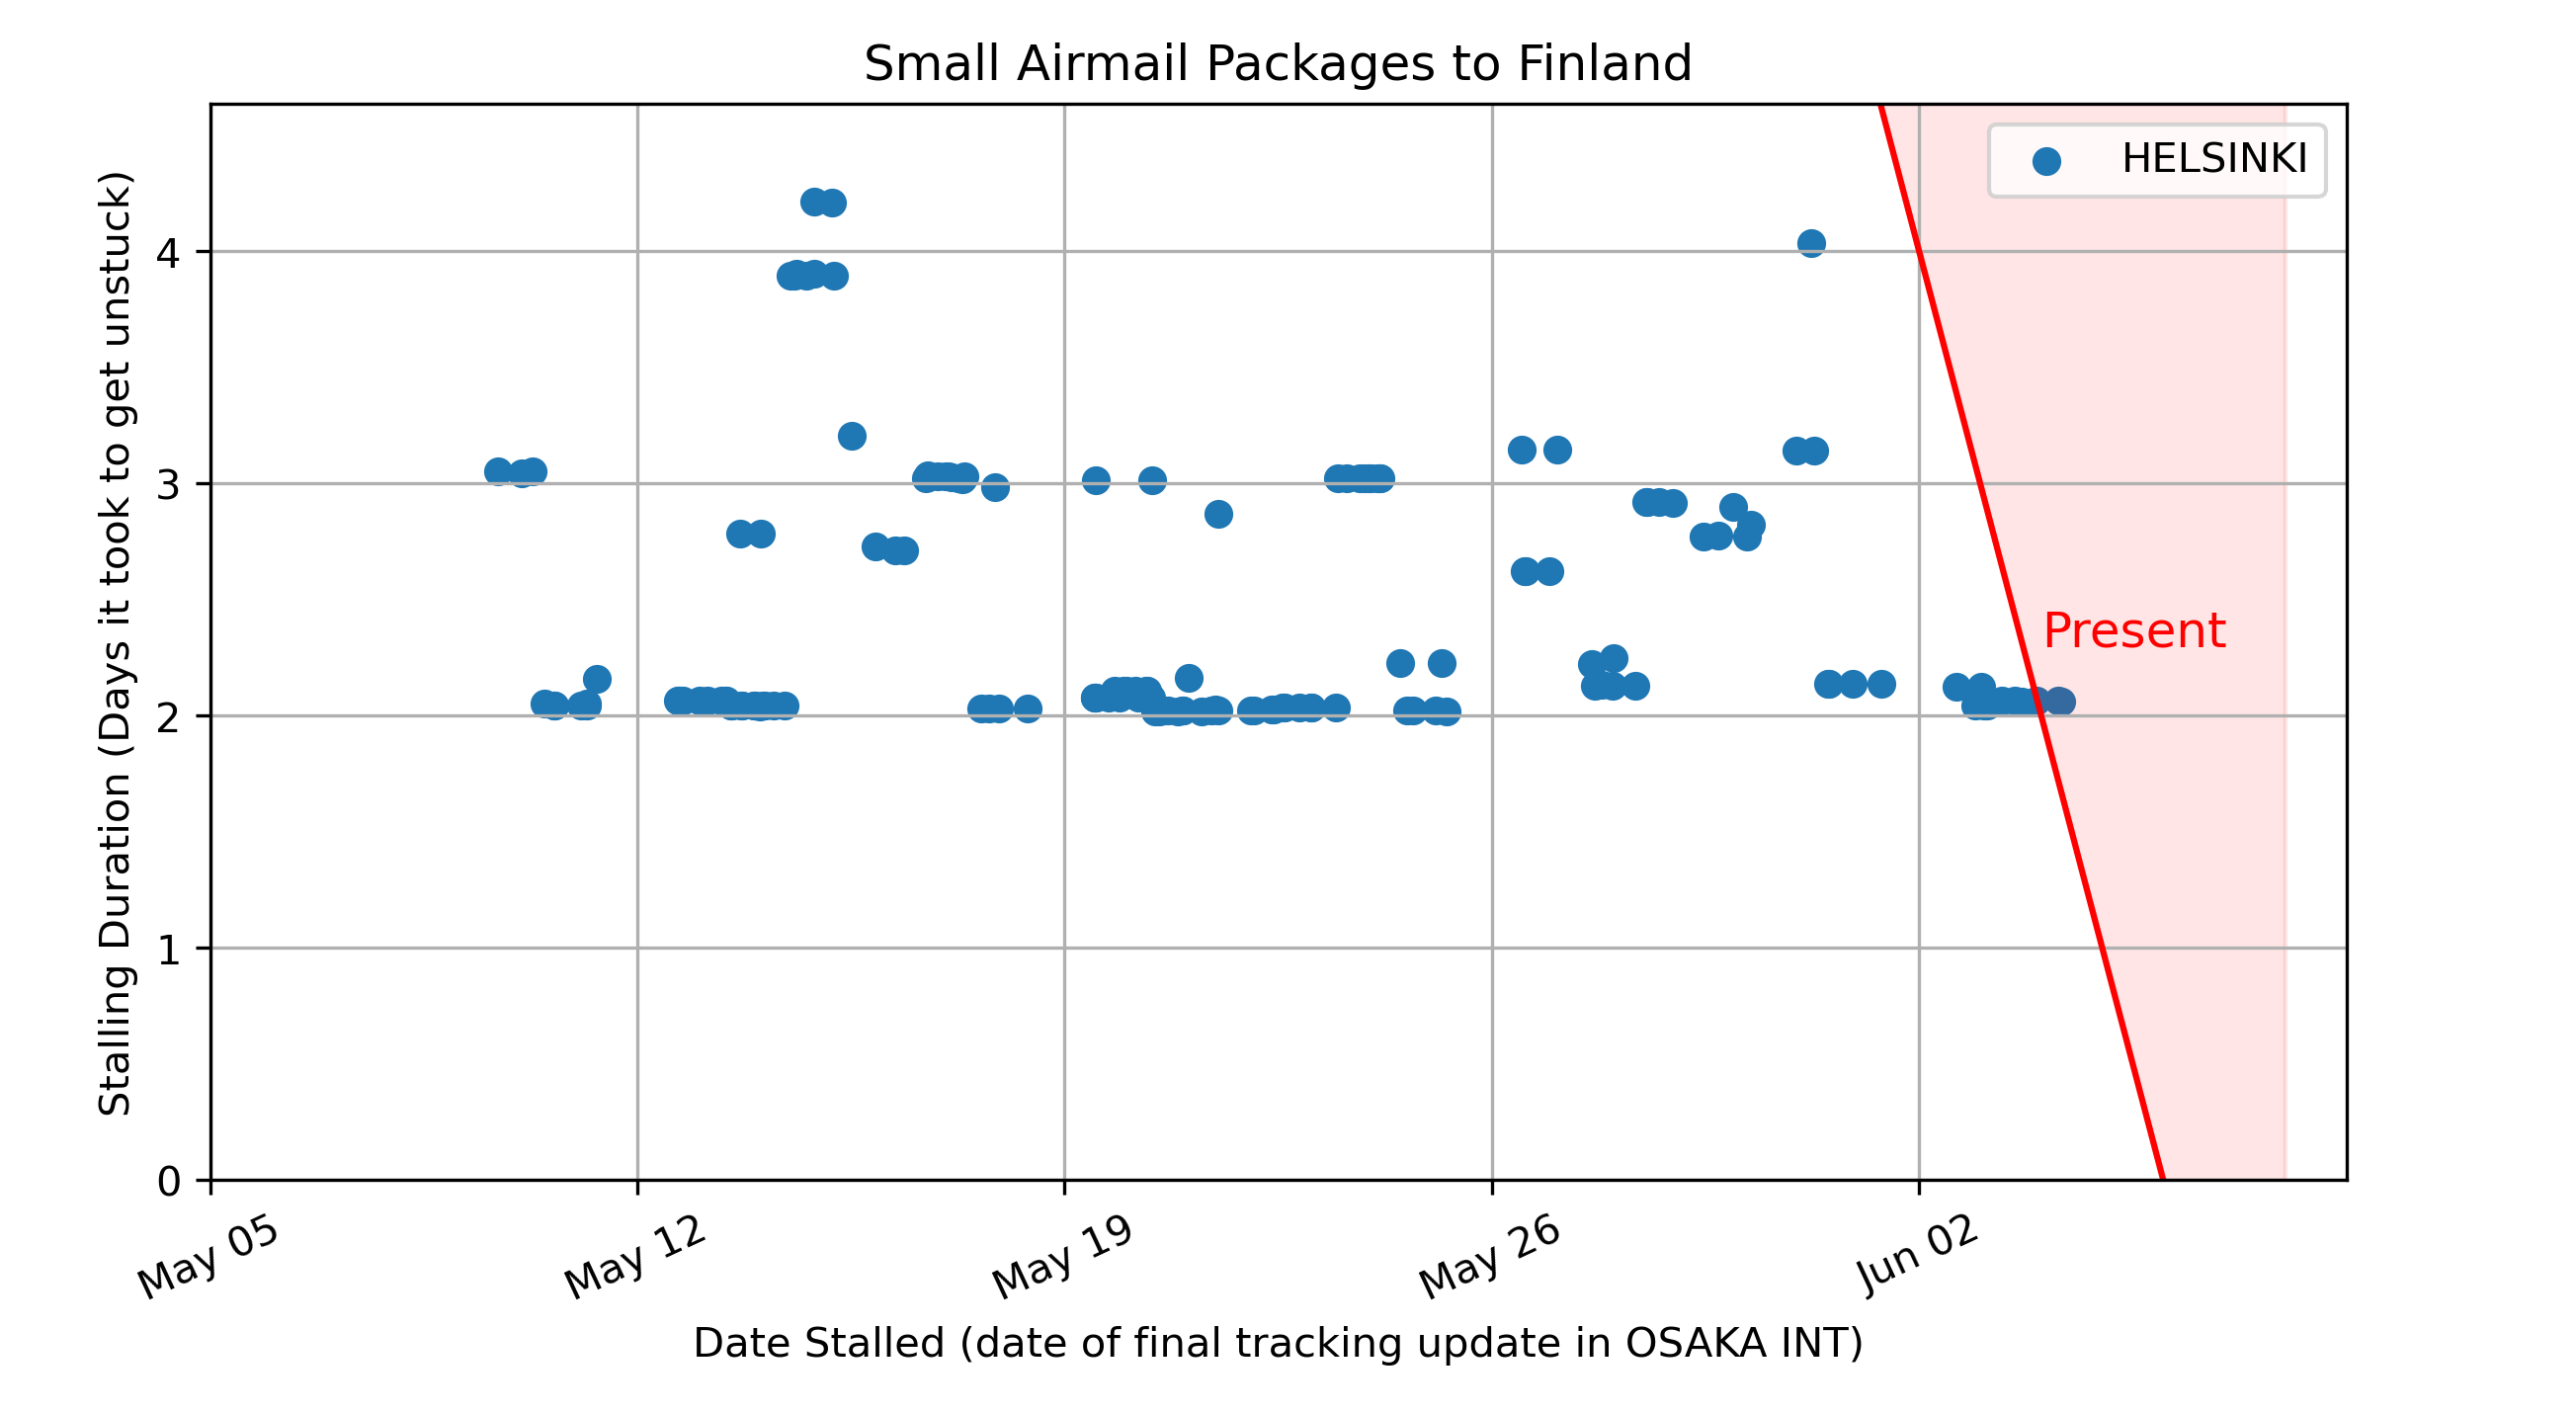 Small Airmail Packages to Finland
HELSINKI
Stalling Duration (Days it took to get unstuck)
4
3
2
1
0
Present
May 05
May 12
May 19
May 26
Jun 02
Date Stalled (date of final tracking update in OSAKA INT)